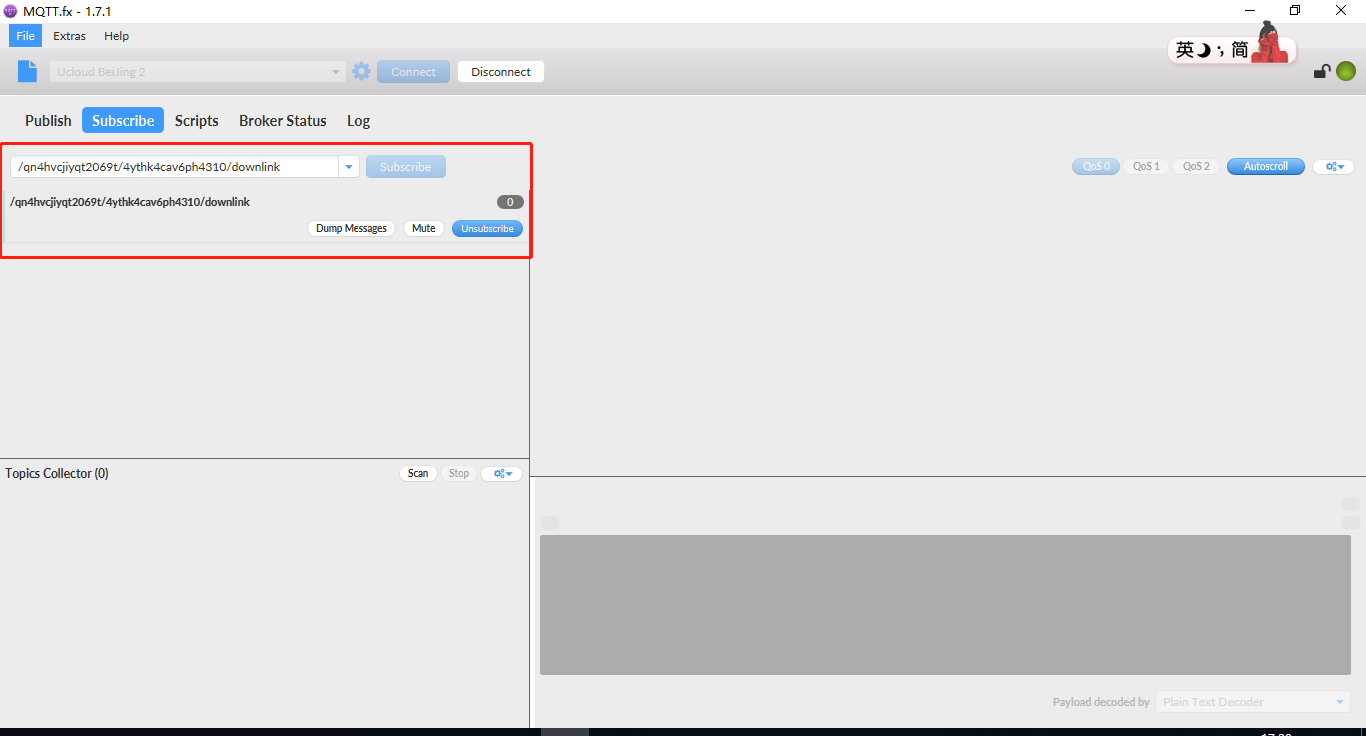 MQTT.fx - 1.7.1
File Extras Help
英 简
Ucloud BeiJing 2 Connect Disconnect
Publish Subscribe Scripts Broker Status Log
/qn4hvcjiyqt2069t/4ythk4cav6ph4310/downlink Subscribe QoS 0 QoS 1 QoS 2 Autoscroll
/qn4hvcjiyqt2069t/4ythk4cav6ph4310/downlink 0
Dump Messages Mute Unsubscribe
Topics Collector (0) Scan Stop
Payload decoded by Plain Text Decoder